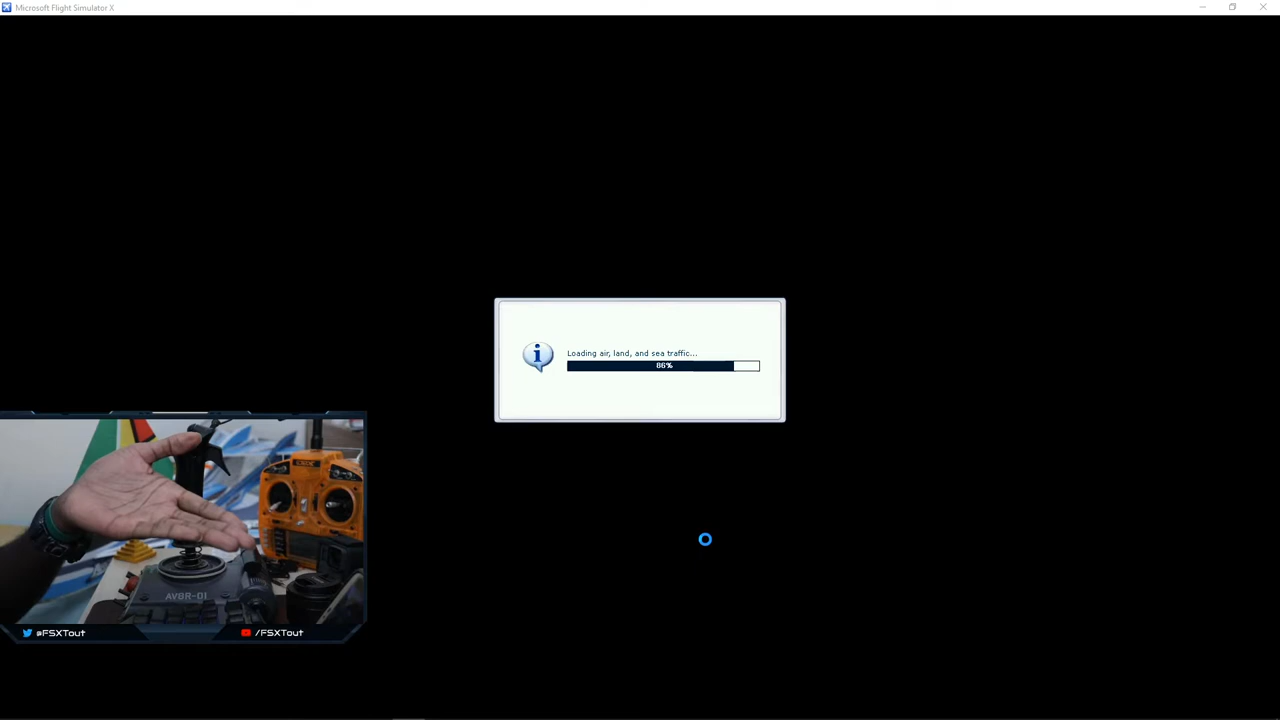 Microsoft Flight Simulator X
Loading air, land, and sea traffic...
86%
AV8R-01
@FSXTout
/FSXTout